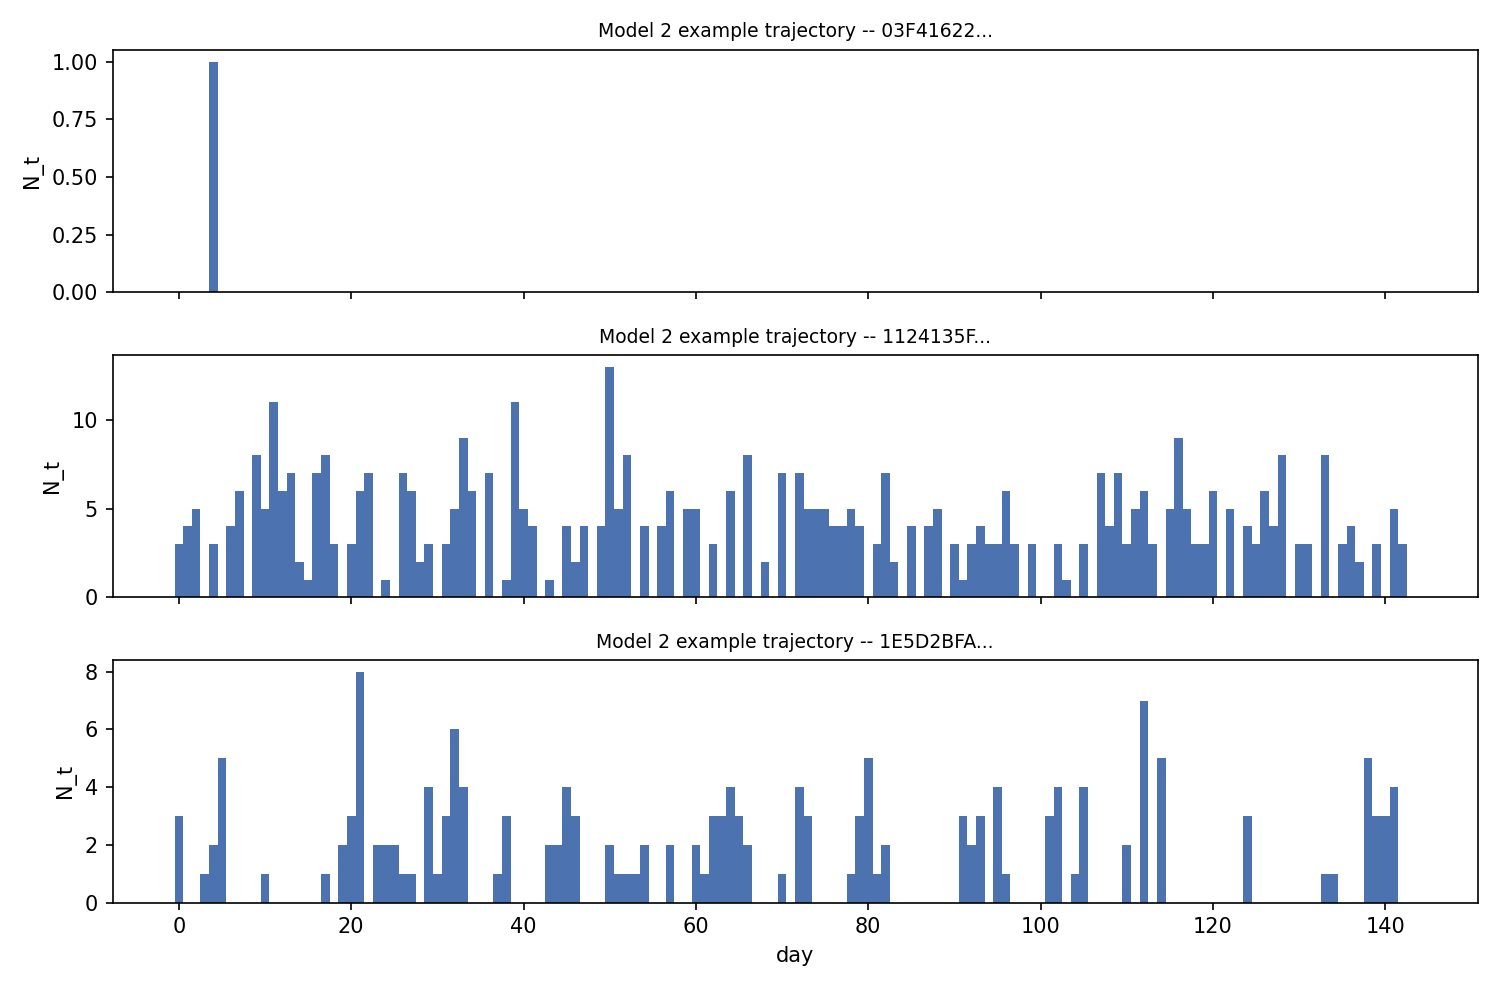 Model 2 example trajectory -- 03F41622...
1.00
0.75
0.50
0.25
0.00
N_t
Model 2 example trajectory -- 1124135F...
10
5
0
N_t
Model 2 example trajectory -- 1E5D2BFA...
8
6
4
2
0
N_t
0 20 40 60 80 100 120 140
day